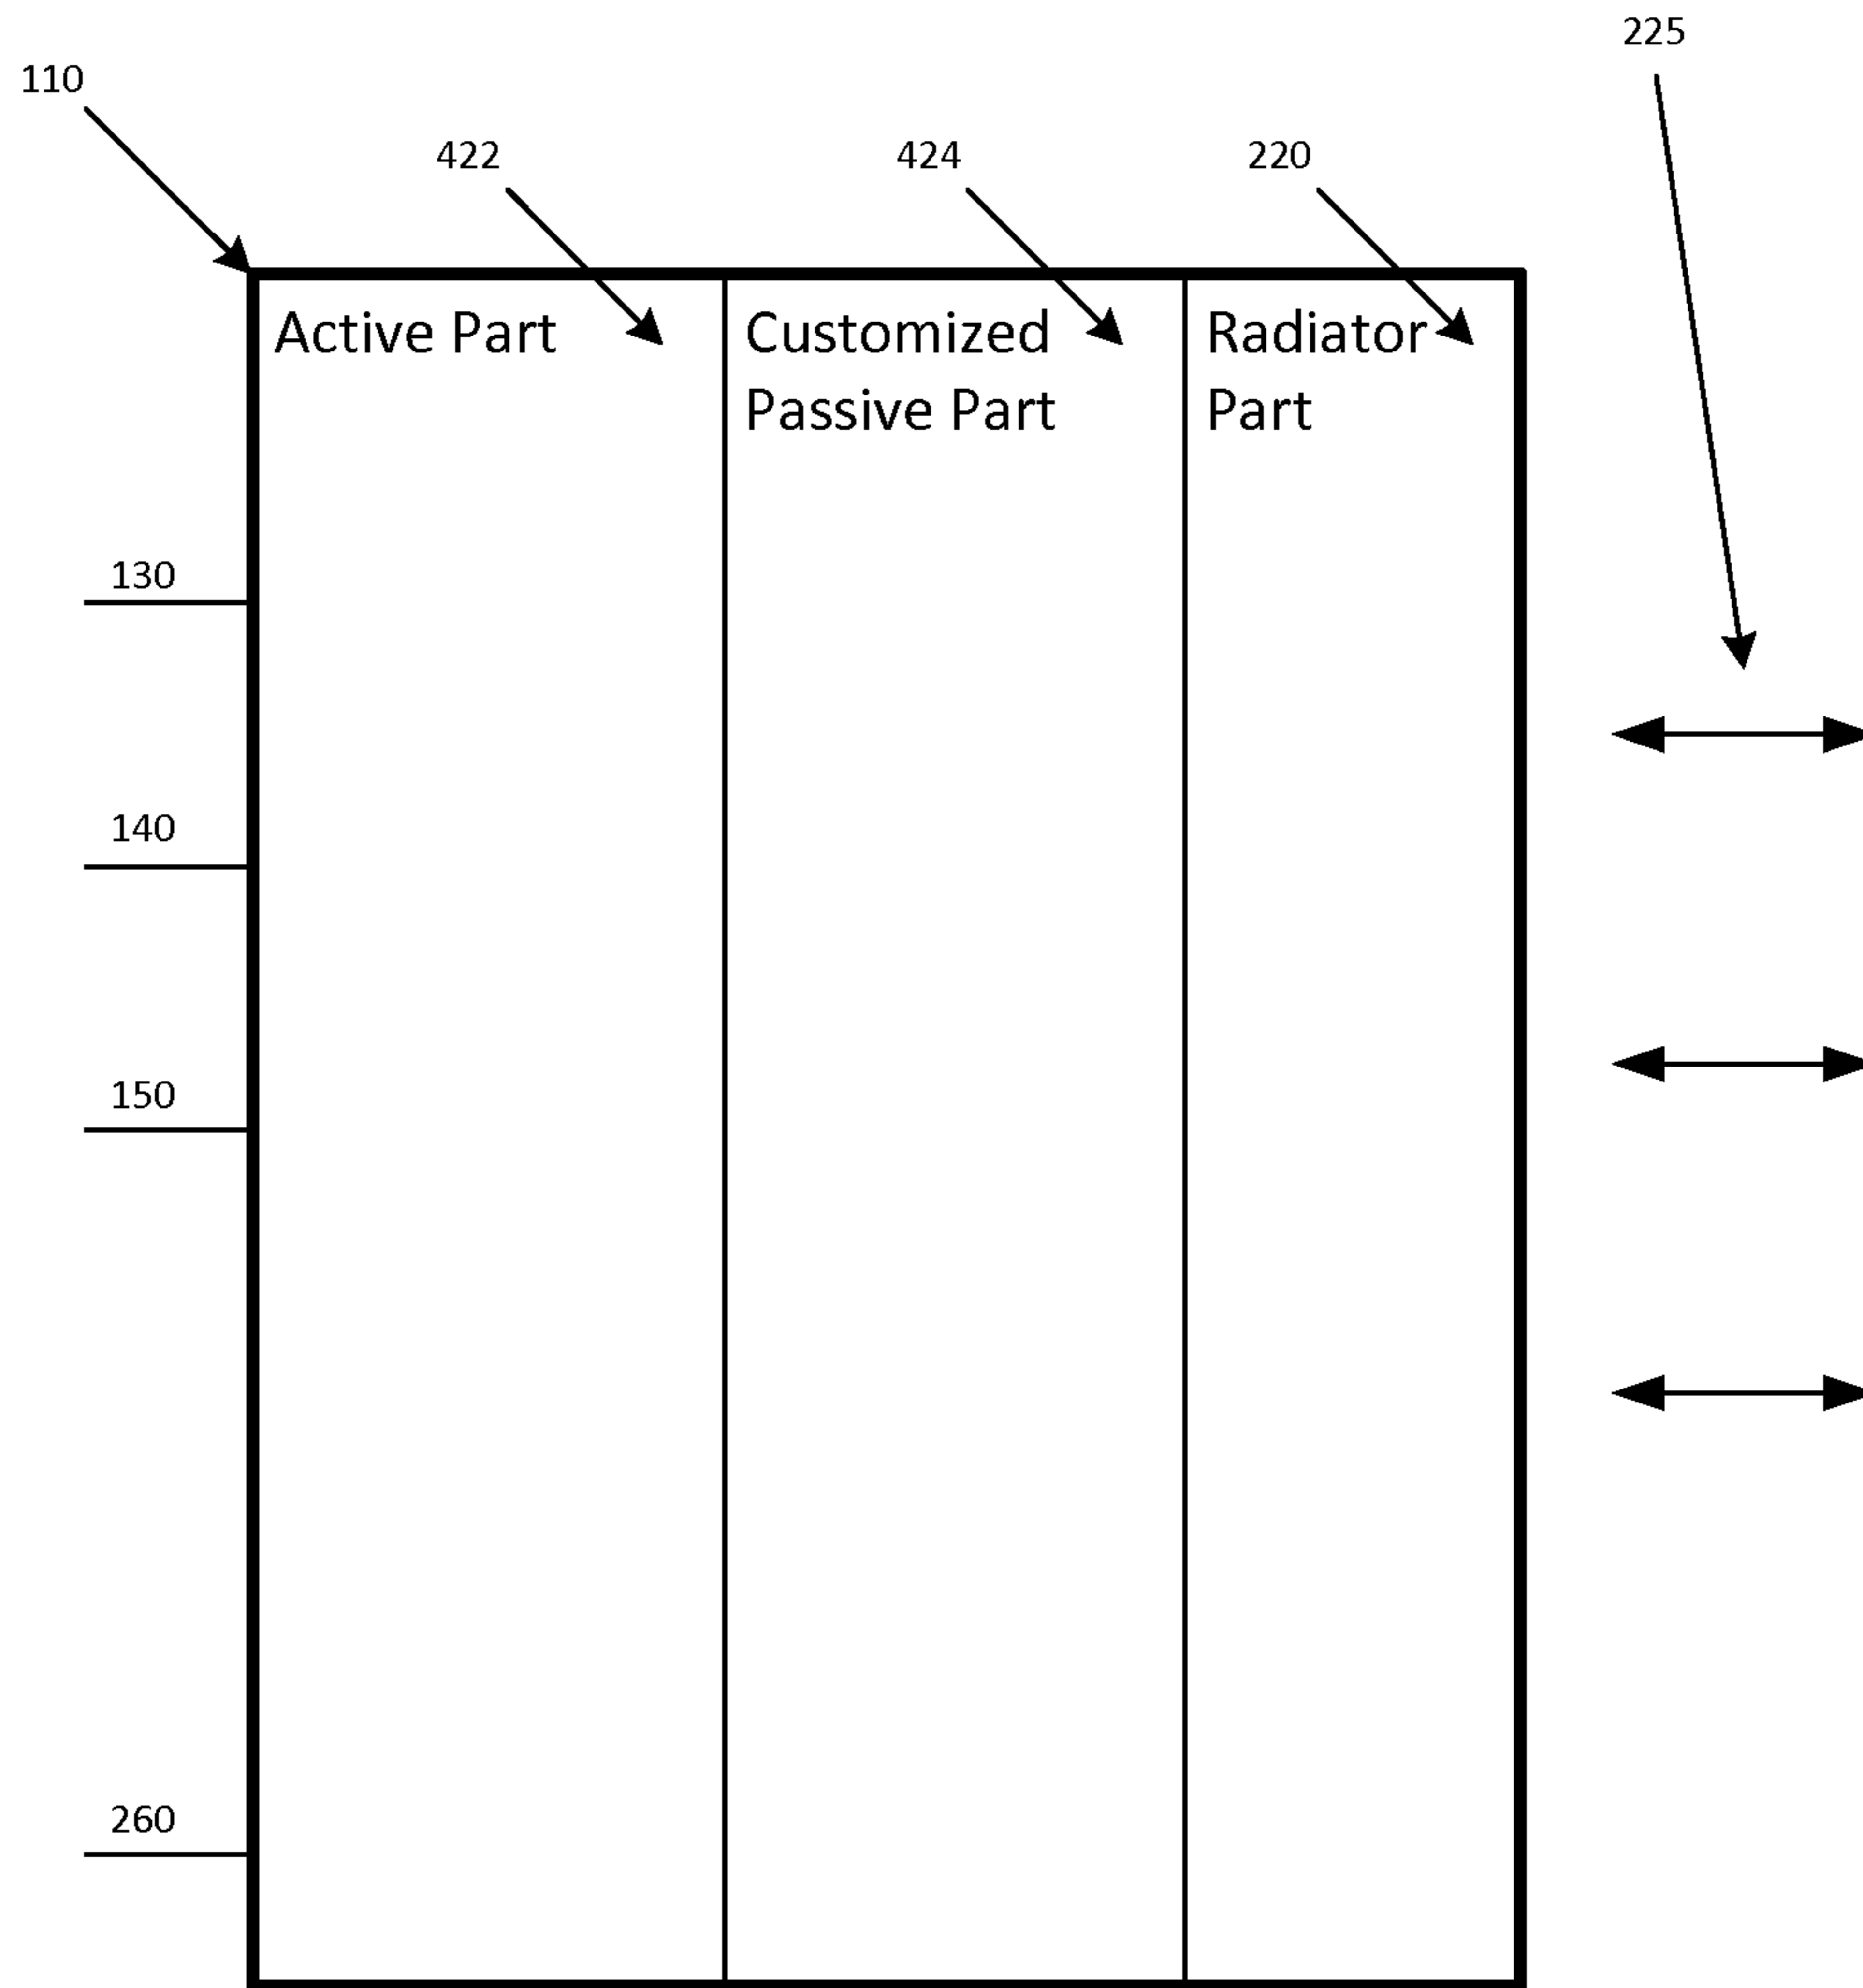 225
110
422
424
220
Active Part
Customized
Passive Part
Radiator
Part
130
140
150
260